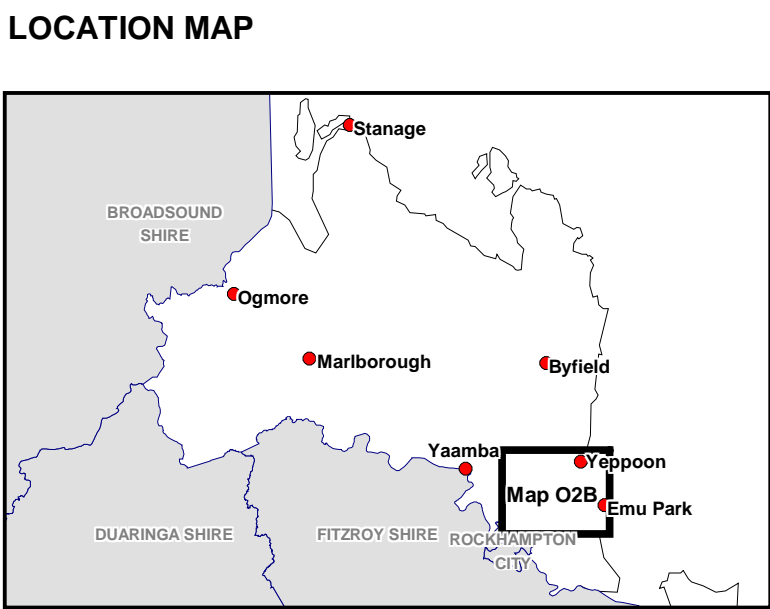 LOCATION MAP
Stanage
BROADSOUND
SHIRE
Ogmore
Marlborough
Byfield
Yaamba
Yeppoon
Map O2B
Emu Park
DUARINGA SHIRE
FITZROY SHIRE
ROCKHAMPTON
CITY